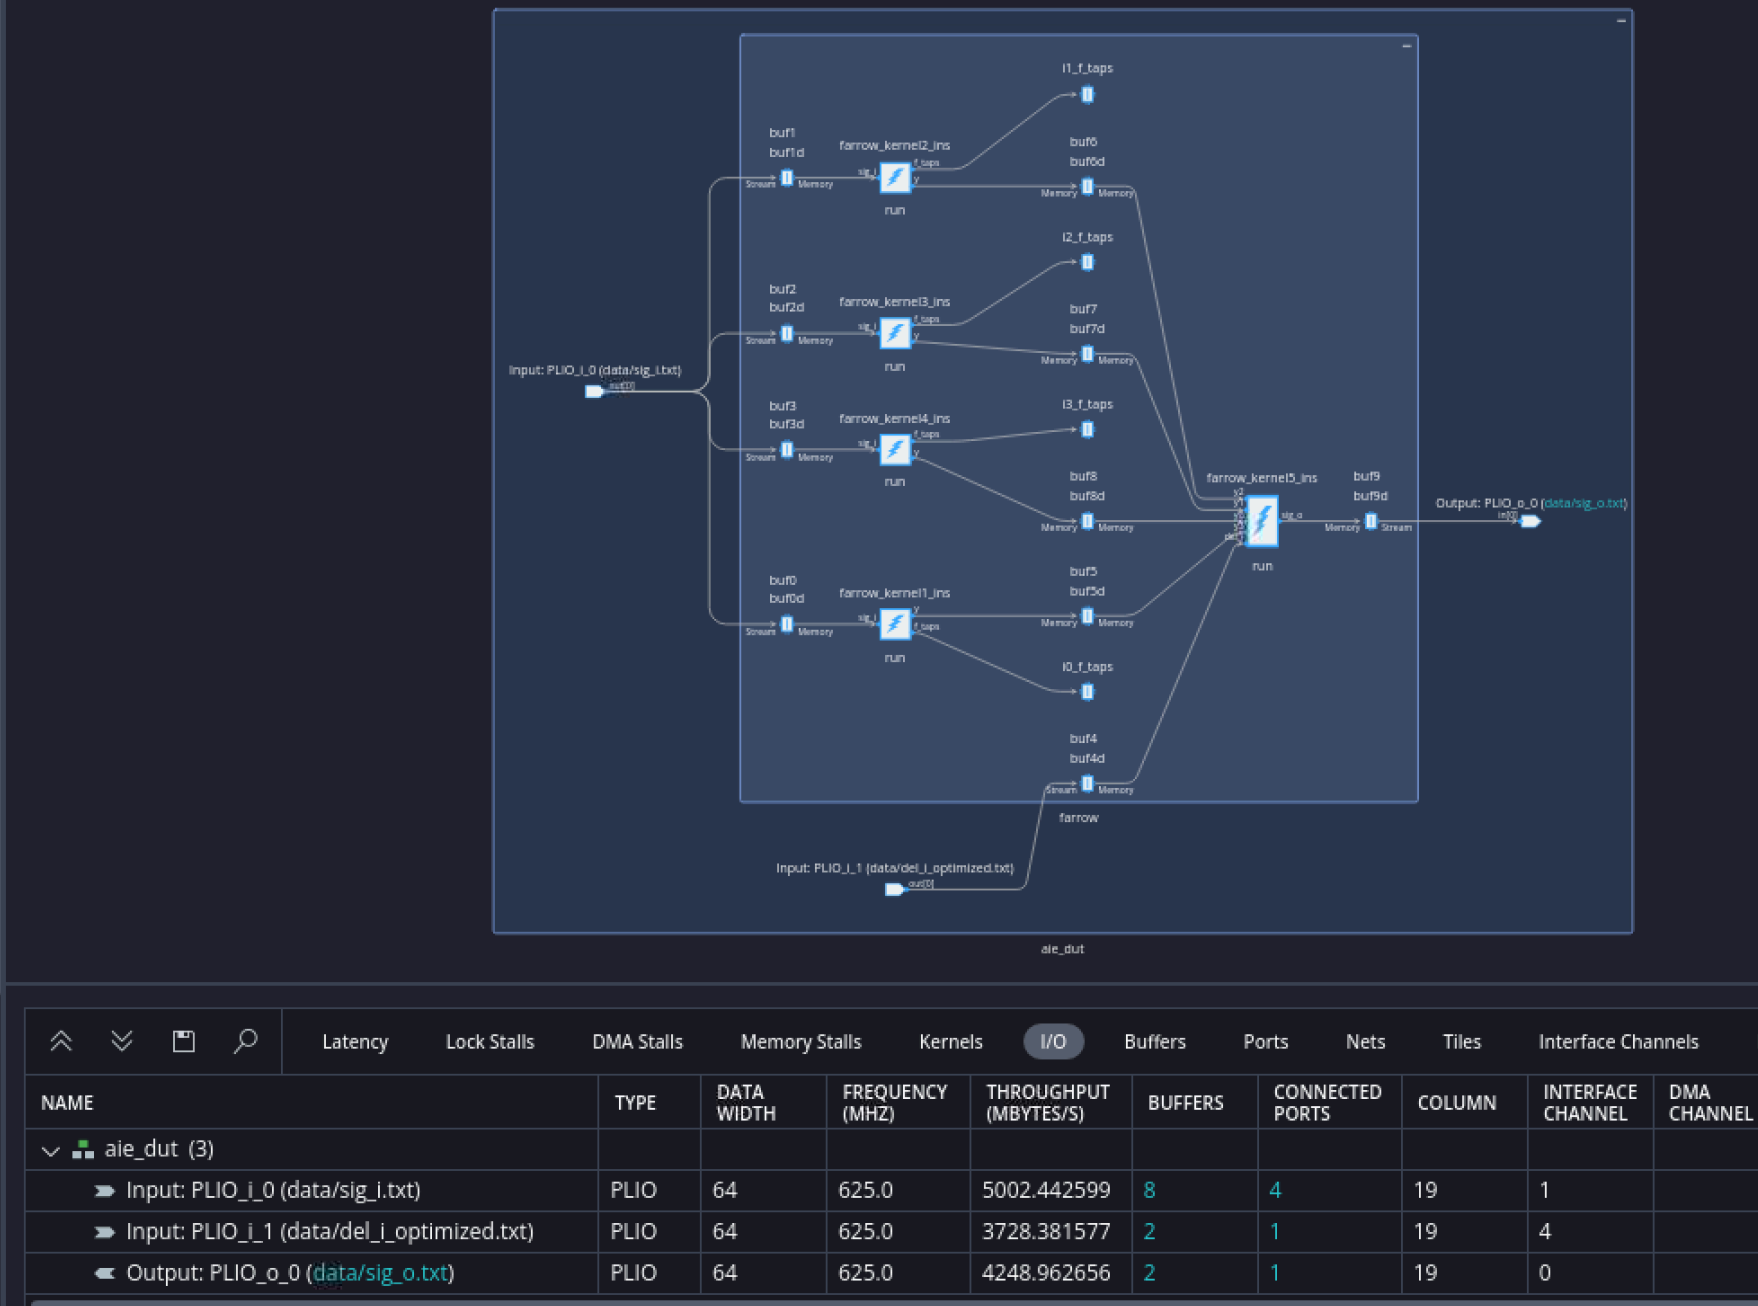 i1_f_taps
buf1
buf1d
farrow_kernel2_ins
buf6
buf6d
sig_i
f_taps
y
Stream
Memory
Memory
Memory
run
i2_f_taps
buf2
buf2d
farrow_kernel3_ins
buf7
buf7d
sig_i
f_taps
y
Stream
Memory
Memory
Memory
run
Input: PLIO_i_0 (data/sig_i.txt)
out[0]
i3_f_taps
buf3
buf3d
farrow_kernel4_ins
sig_i
f_taps
y
Stream
Memory
run
buf8
buf8d
Memory
Memory
farrow_kernel5_ins
y2
y1
sig_o
run
buf9
buf9d
Memory
Stream
Output: PLIO_o_0 (data/sig_o.txt)
in[0]
buf0
buf0d
farrow_kernel1_ins
buf5
buf5d
sig_i
y
f_taps
Stream
Memory
Memory
Memory
run
i0_f_taps
buf4
buf4d
Stream
Memory
farrow
Input: PLIO_i_1 (data/del_i_optimized.txt)
out[0]
aie_dut
Latency Lock Stalls DMA Stalls Memory Stalls Kernels I/O Buffers Ports Nets Tiles Interface Channels
NAME TYPE DATA WIDTH FREQUENCY (MHZ) THROUGHPUT (MBYTES/S) BUFFERS CONNECTED PORTS COLUMN INTERFACE CHANNEL DMA CHANNEL
aie_dut (3)
Input: PLIO_i_0 (data/sig_i.txt) PLIO 64 625.0 5002.442599 8 4 19 1
Input: PLIO_i_1 (data/del_i_optimized.txt) PLIO 64 625.0 3728.381577 2 1 19 4
Output: PLIO_o_0 (data/sig_o.txt) PLIO 64 625.0 4248.962656 2 1 19 0